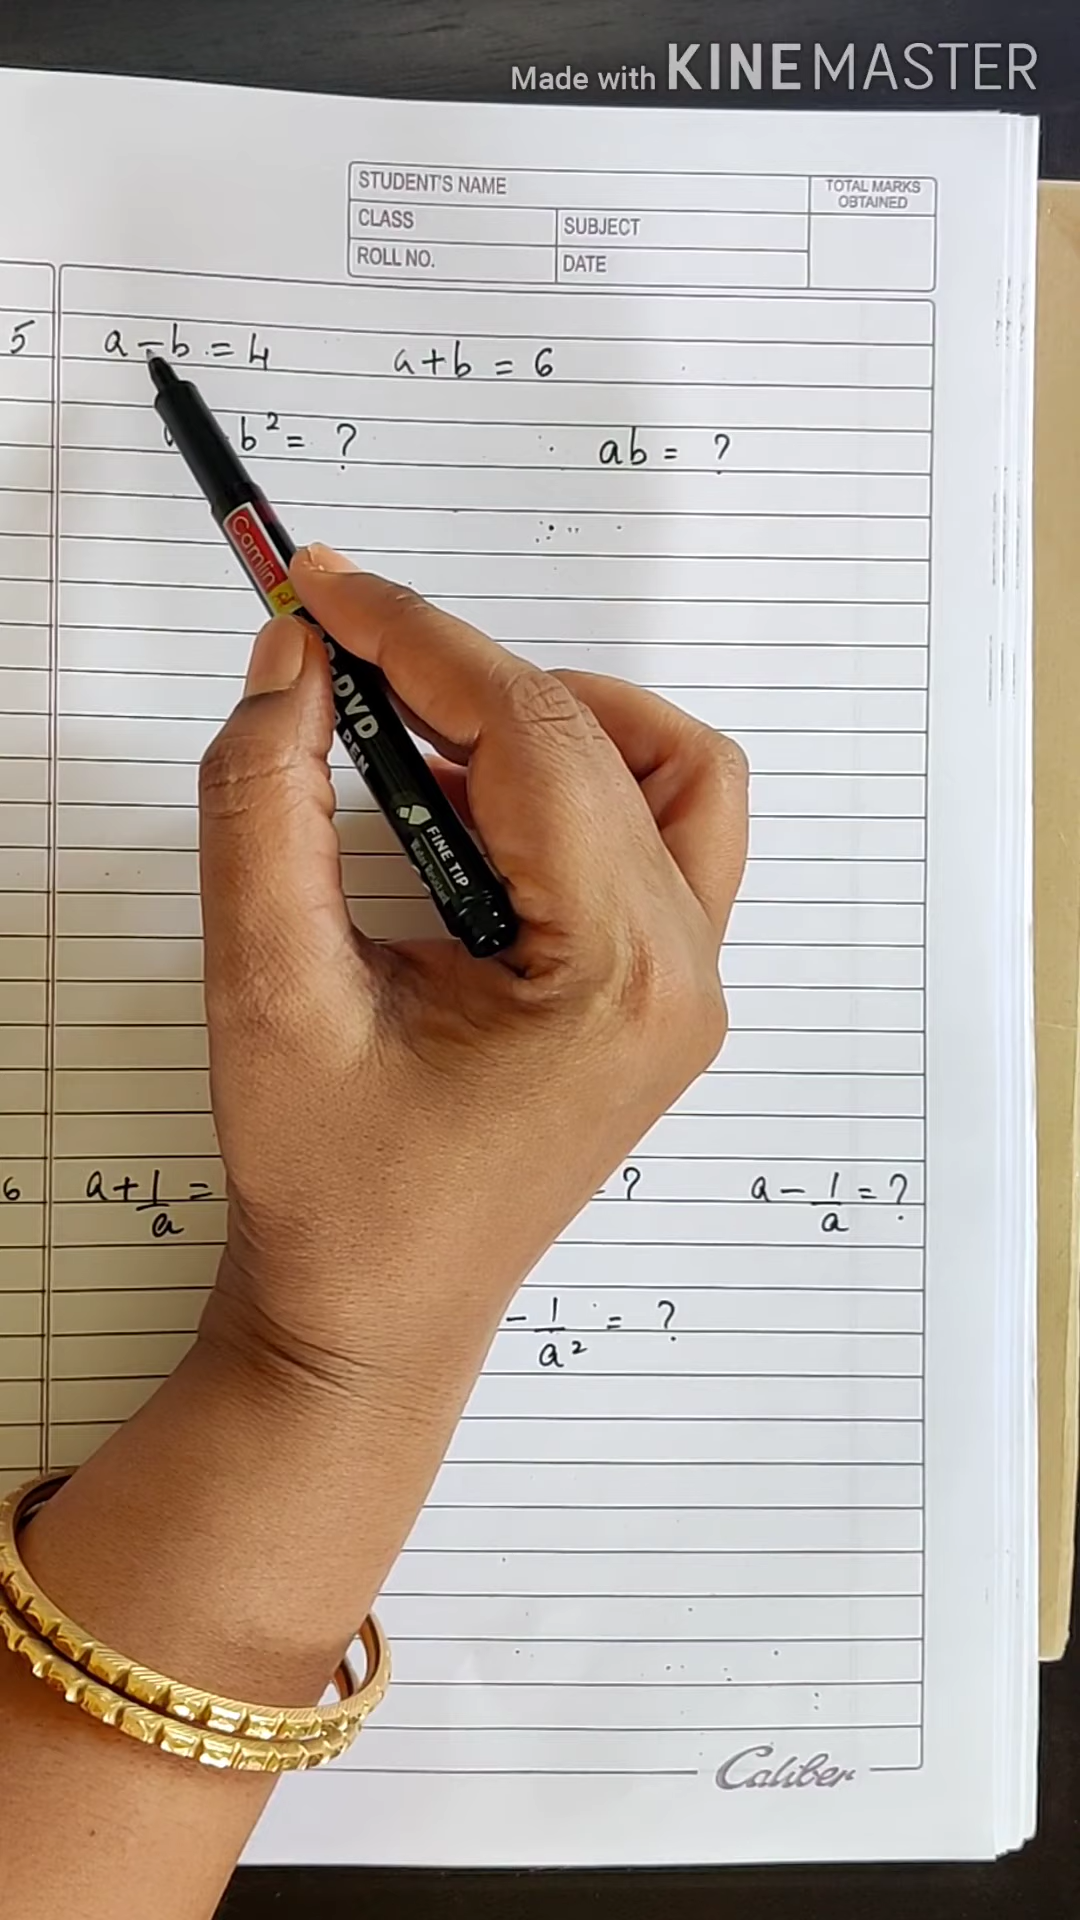 Made with KINEMASTER
STUDENT'S NAME
TOTAL MARKS OBTAINED
CLASS
SUBJECT
ROLL NO.
DATE
5 a - b = 4 a + b = 6
b² = ? ab = ?
Camlin
DVD
PEN
FINE TIP
6 a + 1/a = ? a - 1/a = ?
- 1/a² = ?
Caliber